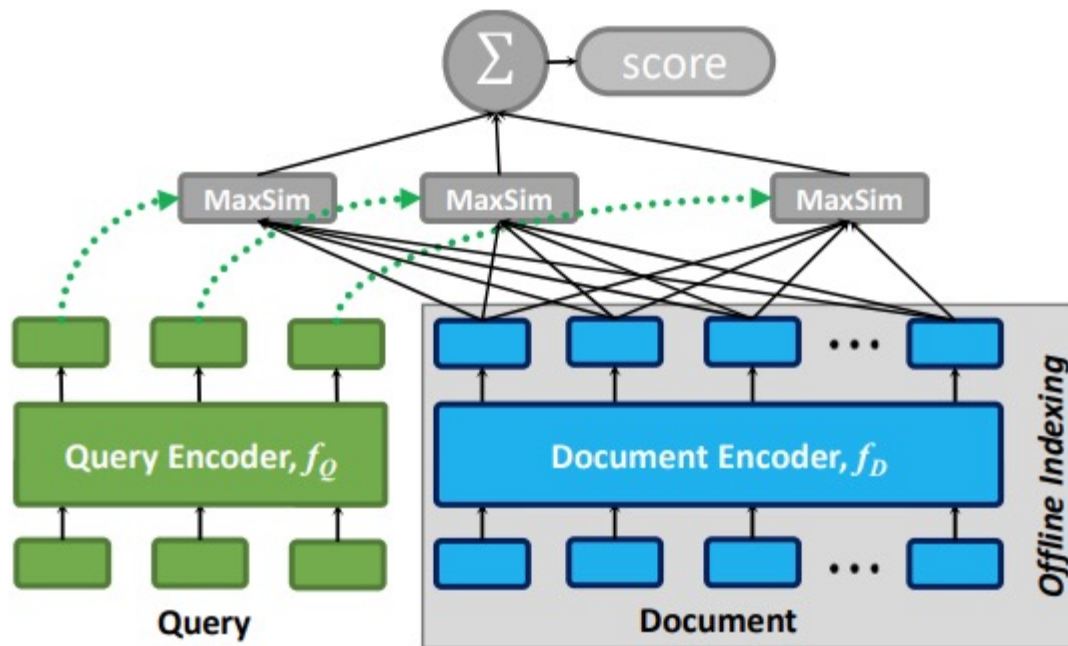 Σ
score
MaxSim
MaxSim
MaxSim
Query Encoder, f_Q
Document Encoder, f_D
...
...
Offline Indexing
Query
Document